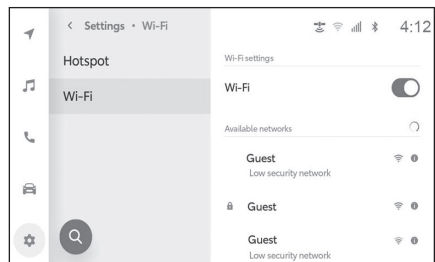 Settings • Wi-Fi
4:12
Hotspot
Wi-Fi
Wi-Fi settings
Wi-Fi
Available networks
Guest
Low security network
Guest
Guest
Low security network